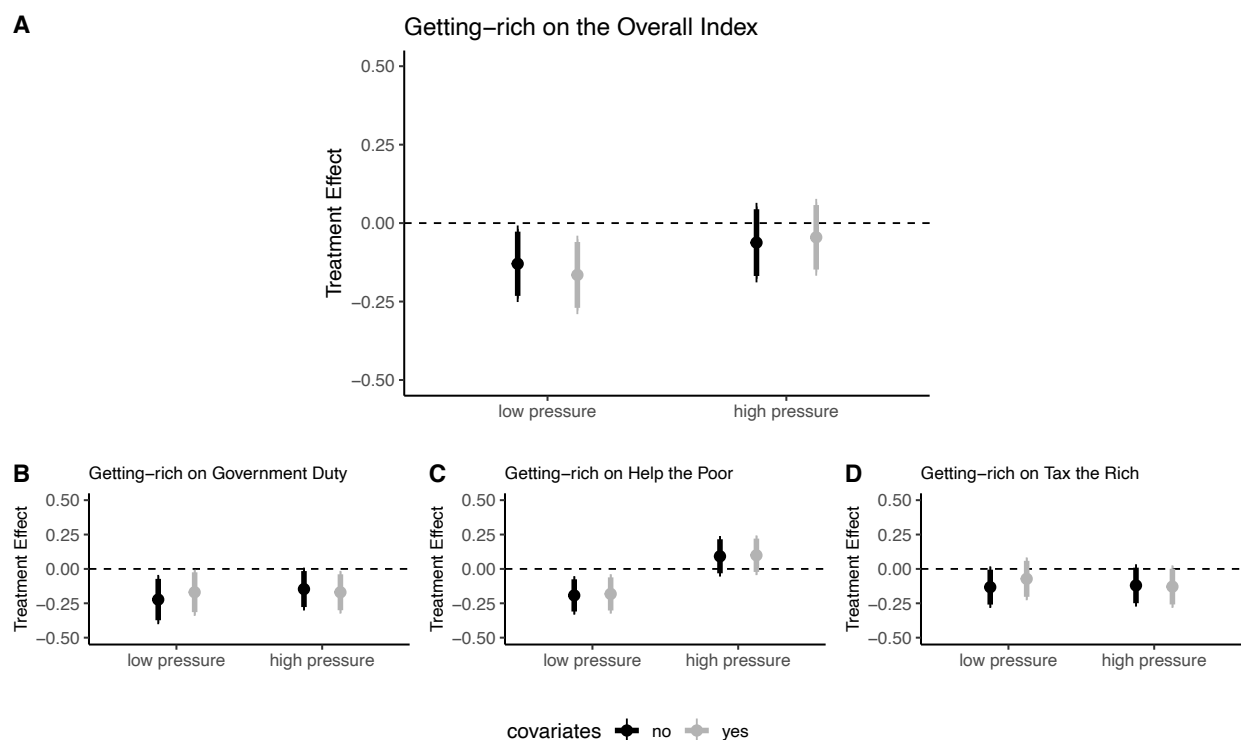 A
Getting−rich on the Overall Index
Treatment Effect
0.50
0.25
0.00
−0.25
−0.50
low pressure
high pressure
B
Getting−rich on Government Duty
Treatment Effect
0.50
0.25
0.00
−0.25
−0.50
low pressure
high pressure
C
Getting−rich on Help the Poor
Treatment Effect
0.50
0.25
0.00
−0.25
−0.50
low pressure
high pressure
D
Getting−rich on Tax the Rich
Treatment Effect
0.50
0.25
0.00
−0.25
−0.50
low pressure
high pressure
covariates no yes